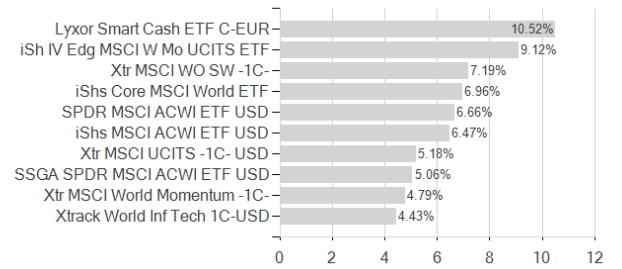 Lyxor Smart Cash ETF C-EUR 10.52%
iSh IV Edg MSCI W Mo UCITS ETF 9.12%
Xtr MSCI WO SW -1C- 7.19%
iShs Core MSCI World ETF 6.96%
SPDR MSCI ACWI ETF USD 6.66%
iShs MSCI ACWI ETF USD 6.47%
Xtr MSCI UCITS -1C- USD 5.18%
SSGA SPDR MSCI ACWI ETF USD 5.06%
Xtr MSCI World Momentum -1C- 4.79%
Xtrack World Inf Tech 1C-USD 4.43%
0 2 4 6 8 10 12